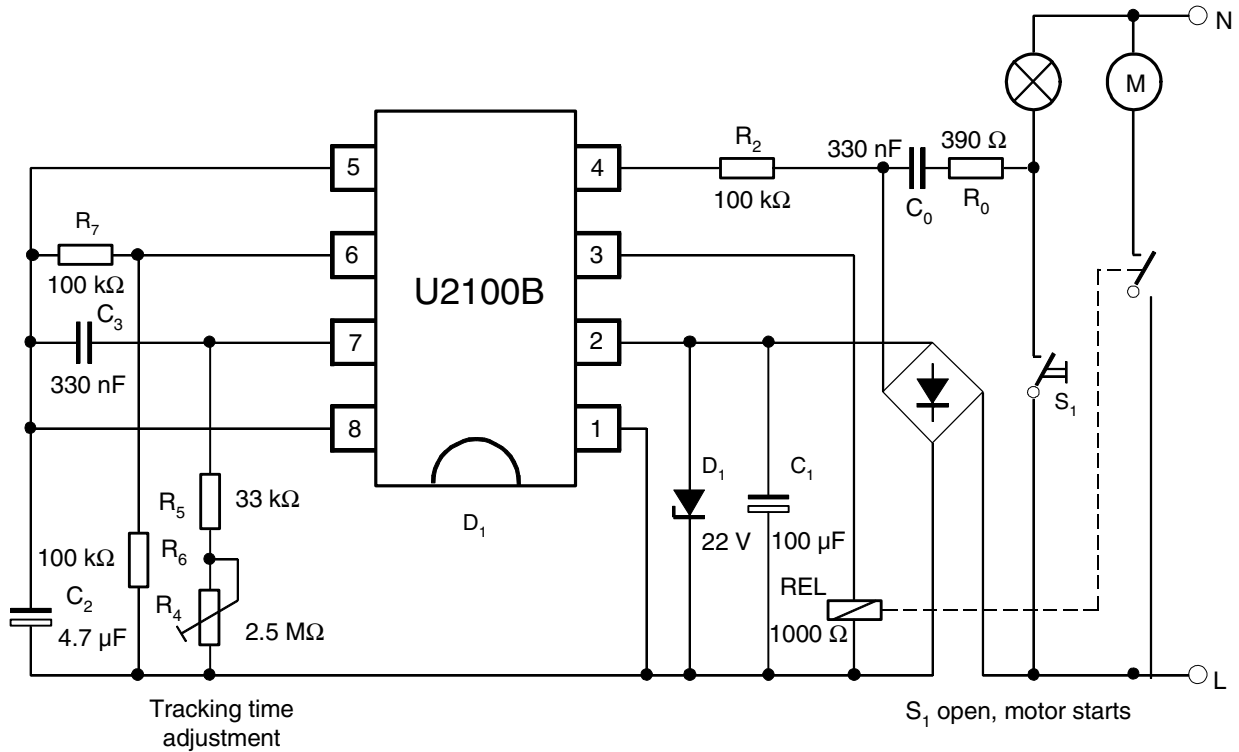 N
M
R2
330 nF
390 Ω
5
4
100 kΩ
C0
R0
R7
6
3
100 kΩ
U2100B
C3
7
2
330 nF
S1
8
1
D1
C1
R5
33 kΩ
D1
22 V
100 µF
100 kΩ
R6
C2
R4
REL
4.7 µF
2.5 MΩ
1000 Ω
L
Tracking time
adjustment
S1 open, motor starts